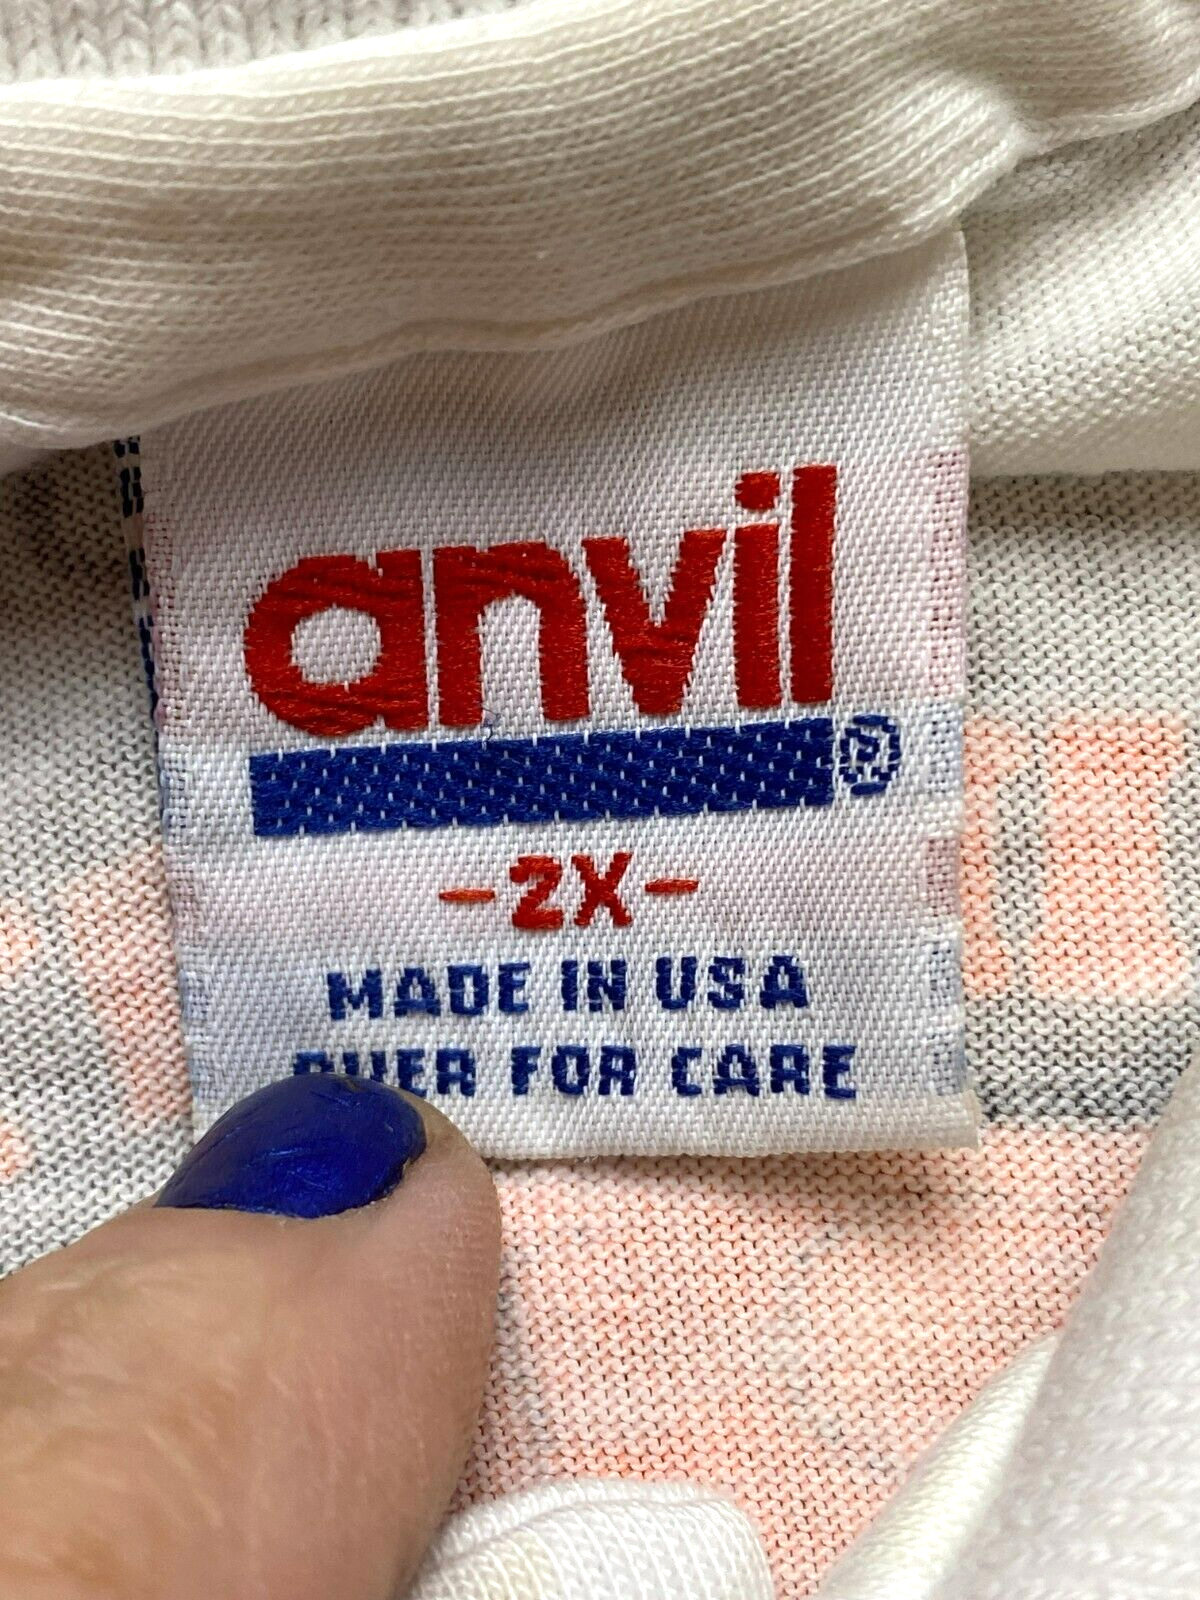 anvil®
-2X-
MADE IN USA
OVER FOR CARE